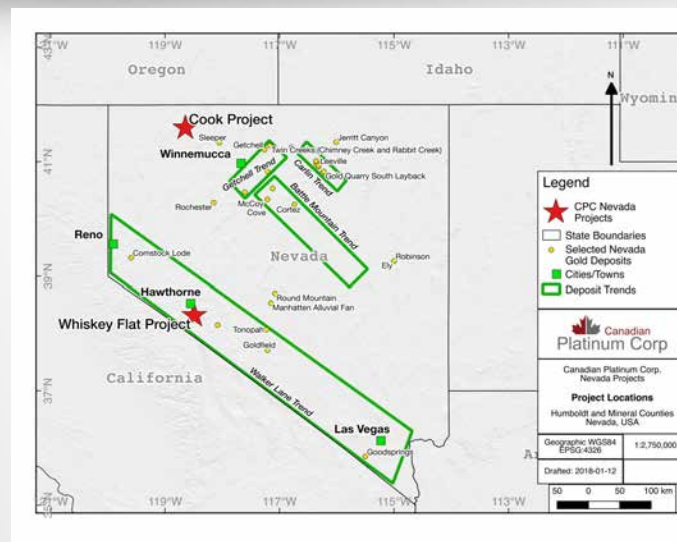 119°W
117°W
115°W
113°W
111°W
43°N
Oregon
Idaho
N
Wyomin
Cook Project
Sleeper
Getchell
Jerritt Canyon
Twin Creeks (Chimney Creek and Rabbit Creek)
41°N
Winnemucca
Leeville
Getchell Trend
Carlin Trend
Gold Quarry South Layback
Battle Mountain Trend
Rochester
McCoy
Cove
Cortez
Reno
Comstock Lode
Nevada
Robinson
Ely
39°N
Hawthorne
Round Mountain
Manhatten Alluvial Fan
Whiskey Flat Project
Tonopah
Goldfield
California
37°N
Walker Lane Trend
Las Vegas
Goodsprings
35°N
119°W
117°W
115°W
113°W
Legend
CPC Nevada
Projects
State Boundaries
Selected Nevada
Gold Deposits
Cities/Towns
Deposit Trends
Canadian
Platinum Corp
Canadian Platinum Corp.
Nevada Projects
Project Locations
Humboldt and Mineral Counties
Nevada, USA
Geographic WGS84
EPSG:4326
1:2,750,000
Drafted: 2018-01-12
50 0 50 100 km